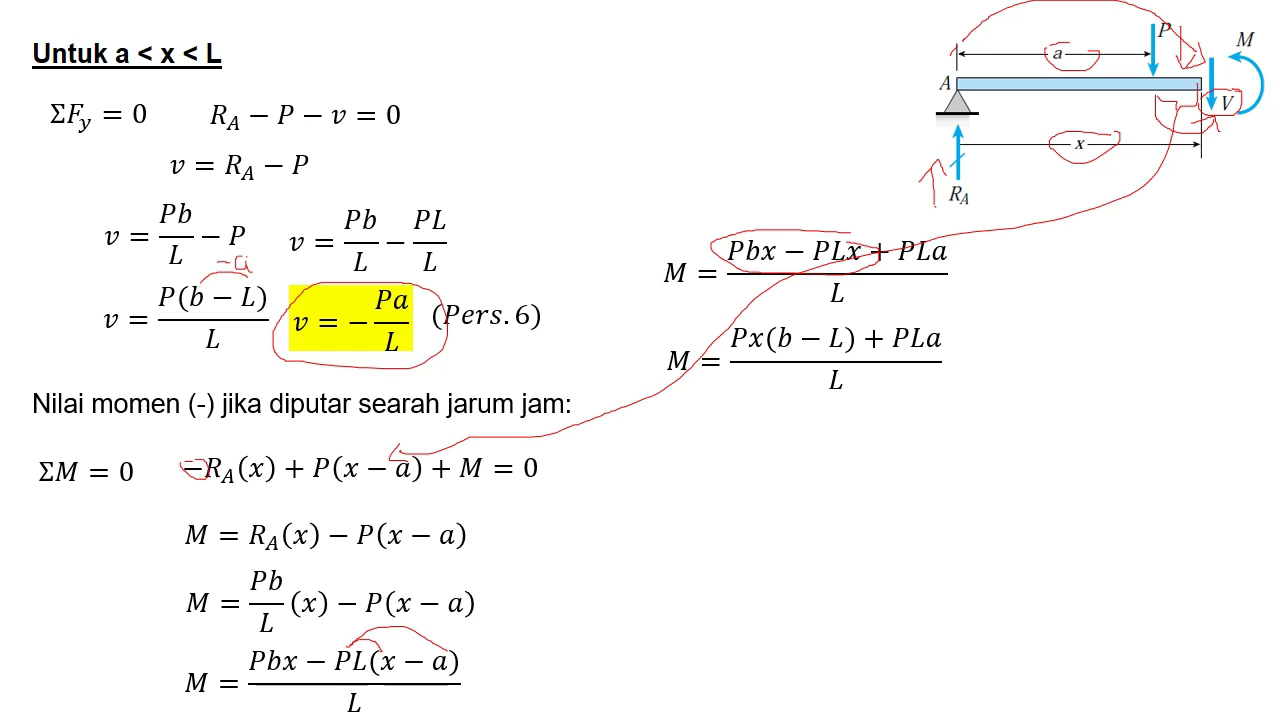 Untuk a < x < L
ΣF_y = 0    R_A − P − v = 0
v = R_A − P
v = Pb/L − P    v = Pb/L − PL/L
-a
v = P(b − L)/L    v = −Pa/L    (Pers. 6)
Nilai momen (-) jika diputar searah jarum jam:
ΣM = 0    −R_A(x) + P(x − a) + M = 0
M = R_A(x) − P(x − a)
M = Pb/L (x) − P(x − a)
M = Pbx − PL(x − a)/L
M = Pbx − PLx + PLa/L
M = Px(b − L) + PLa/L
P
M
a
A
V
x
R_A